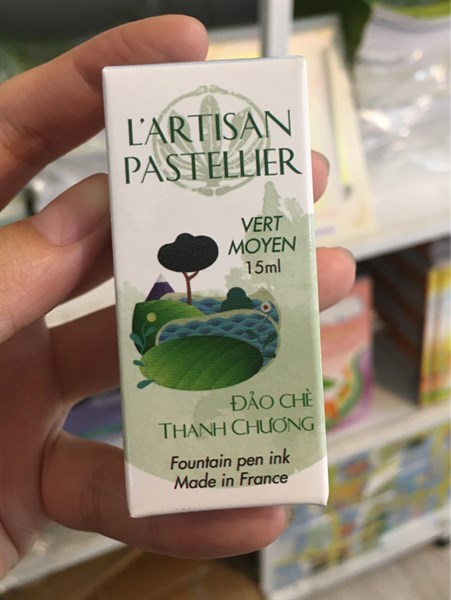 L'ARTISAN
PASTELLIER
VERT
MOYEN
15ml
ĐẢO CHÈ
THANH CHƯƠNG
Fountain pen ink
Made in France